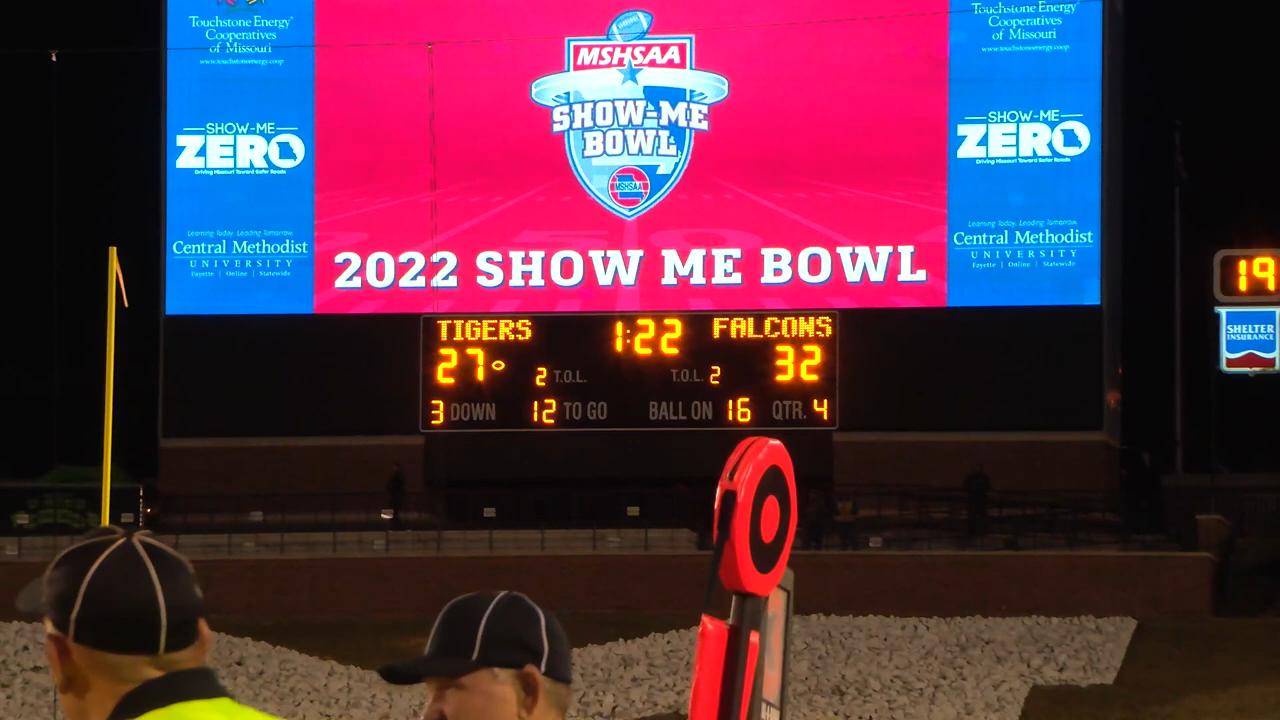 Touchstone Energy®
Cooperatives
of Missouri
www.touchstoneenergy.coop
SHOW-ME
ZERO
Driving Missouri Toward Safer Roads
Learning Today. Leading Tomorrow.
Central Methodist
UNIVERSITY
Fayette | Online | Statewide
MSHSAA
SHOW-ME
BOWL
MSHSAA
2022 SHOW ME BOWL
Touchstone Energy®
Cooperatives
of Missouri
www.touchstoneenergy.coop
SHOW-ME
ZERO
Driving Missouri Toward Safer Roads
Learning Today. Leading Tomorrow.
Central Methodist
UNIVERSITY
Fayette | Online | Statewide
TIGERS 1:22 FALCONS
27 2 T.O.L. T.O.L. 2 32
3 DOWN 12 TO GO BALL ON 16 QTR. 4
19
SHELTER
INSURANCE